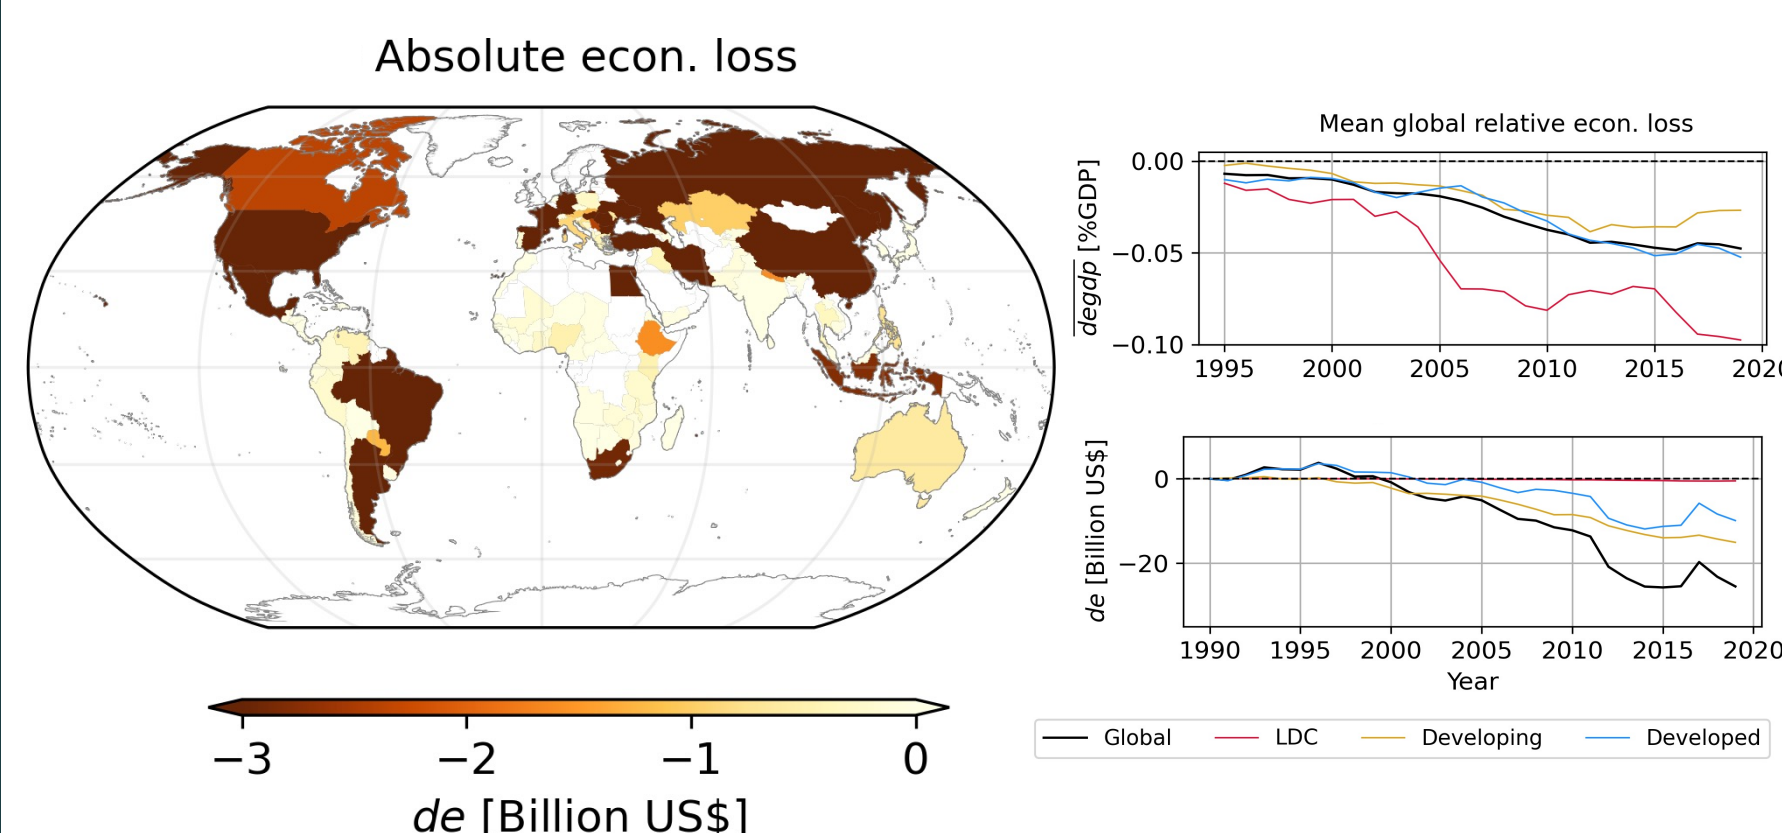 Absolute econ. loss
−3 −2 −1 0
de [Billion US$]
Mean global relative econ. loss
degdp [%GDP]
0.00
−0.05
−0.10
1995 2000 2005 2010 2015
de [Billion US$]
0
−20
1990 1995 2000 2005 2010 2015 2020
Year
Global LDC Developing Developed